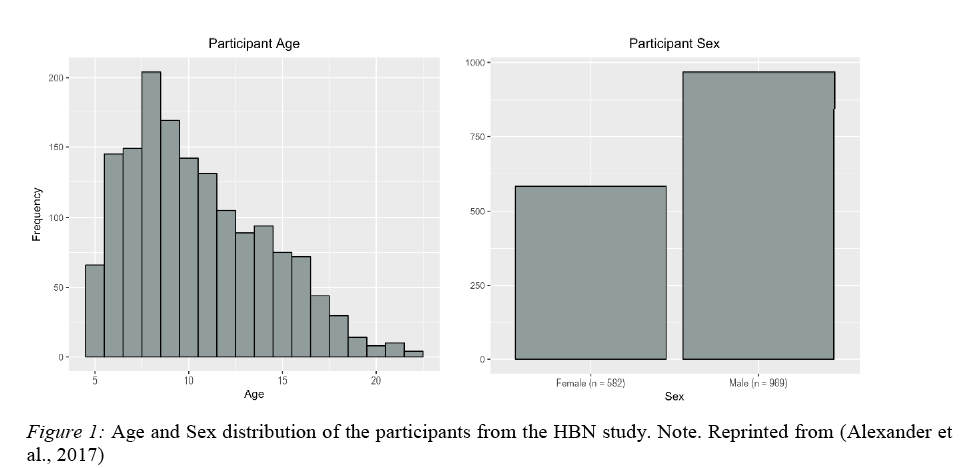 Participant Age
Participant Sex
Frequency
200
150
100
50
0
5
10
15
20
Age
1000
750
500
250
0
Female (n = 582)
Male (n = 969)
Sex
Figure 1: Age and Sex distribution of the participants from the HBN study. Note. Reprinted from (Alexander et
al., 2017)